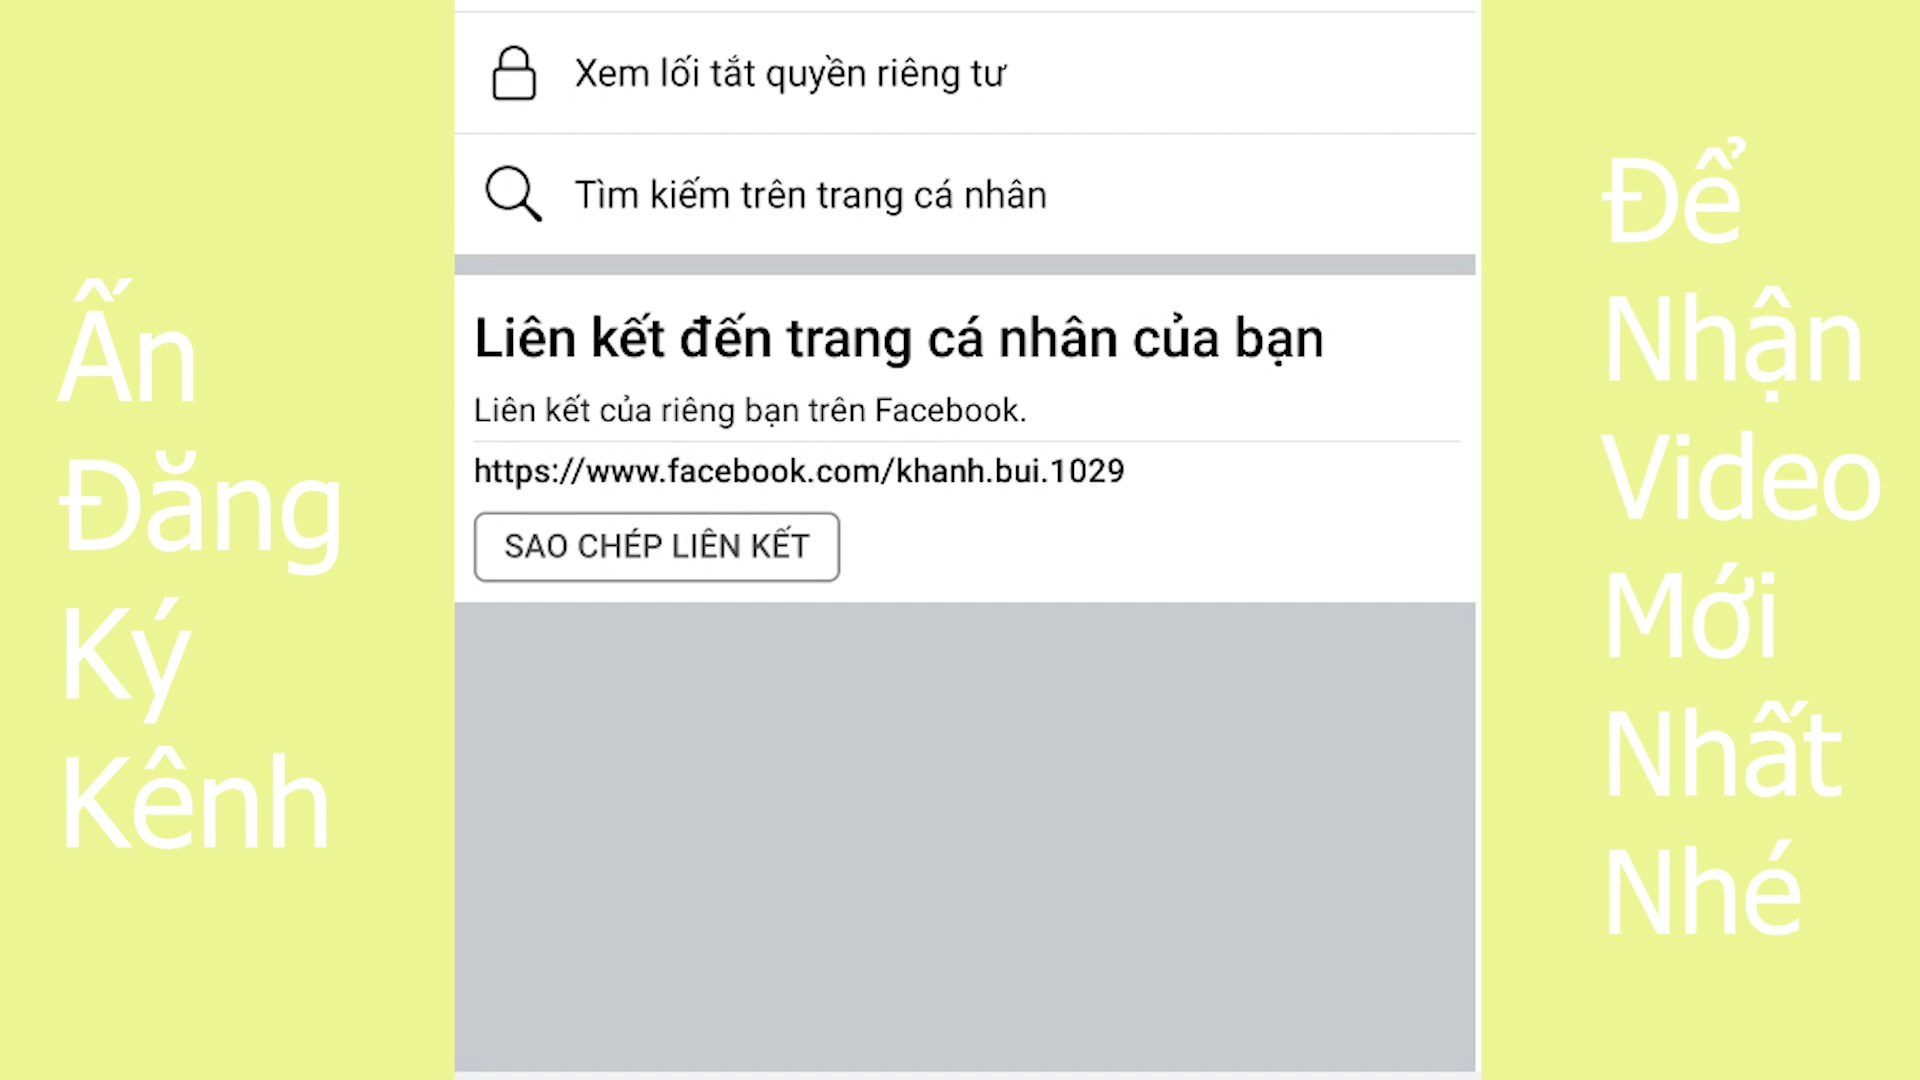 Xem lối tắt quyền riêng tư
Tìm kiếm trên trang cá nhân
Liên kết đến trang cá nhân của bạn
Liên kết của riêng bạn trên Facebook.
https://www.facebook.com/khanh.bui.1029
SAO CHÉP LIÊN KẾT
Ấn
Đăng
Ký
Kênh
Để
Nhận
Video
Mới
Nhất
Nhé